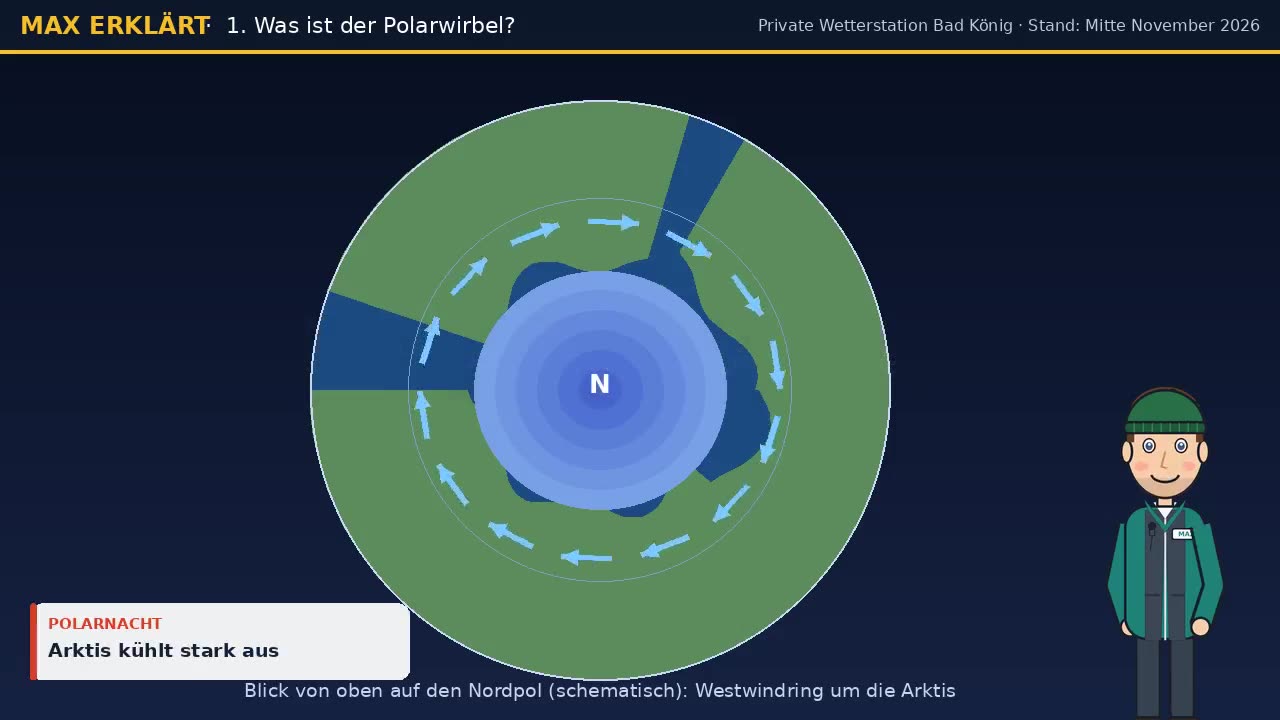 MAX ERKLÄRT · 1. Was ist der Polarwirbel?
Private Wetterstation Bad König · Stand: Mitte November 2026
N
MAX
POLARNACHT
Arktis kühlt stark aus
Blick von oben auf den Nordpol (schematisch): Westwindring um die Arktis